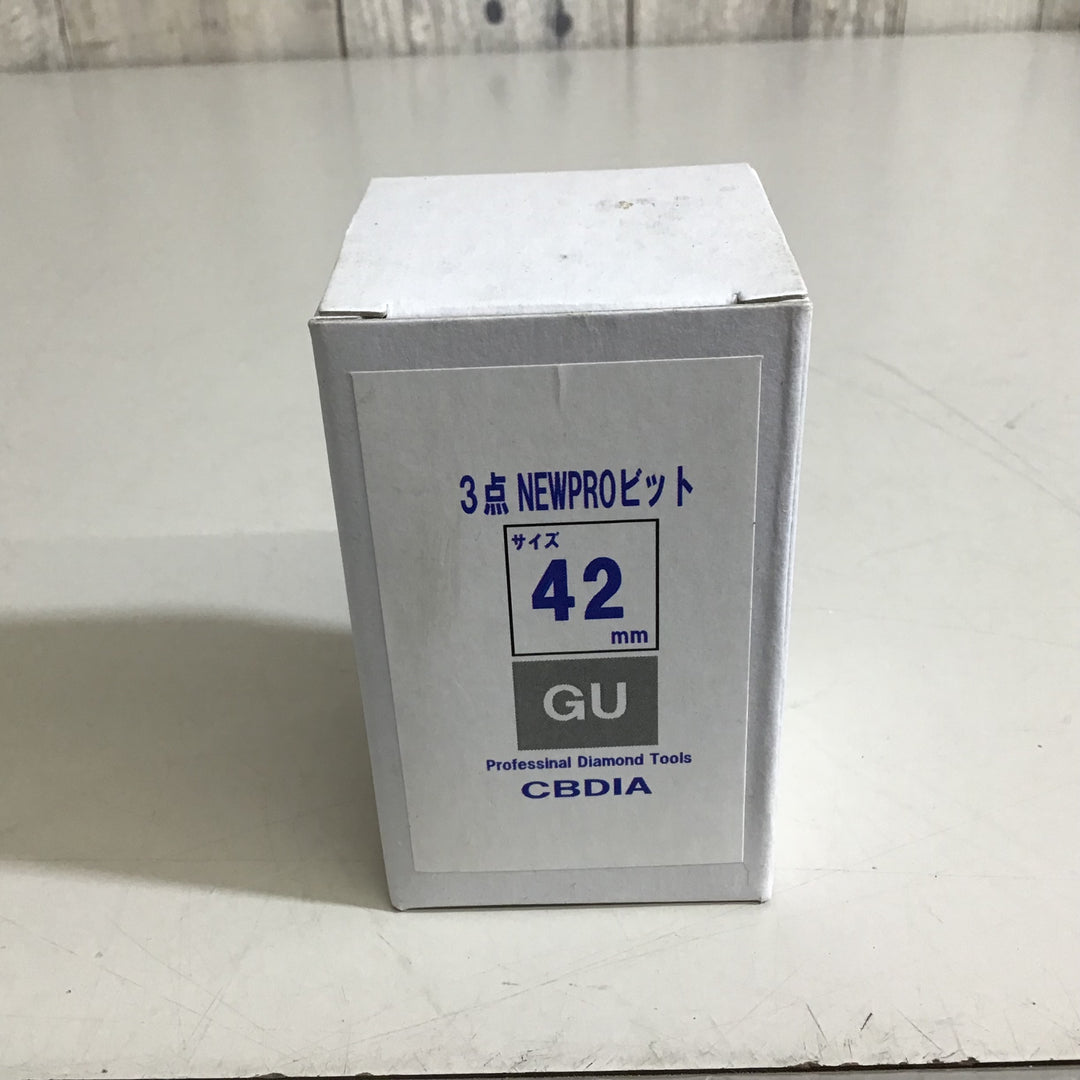 3点 NEWPROビット
サイズ
42
mm
GU
Professinal Diamond Tools
CBDIA